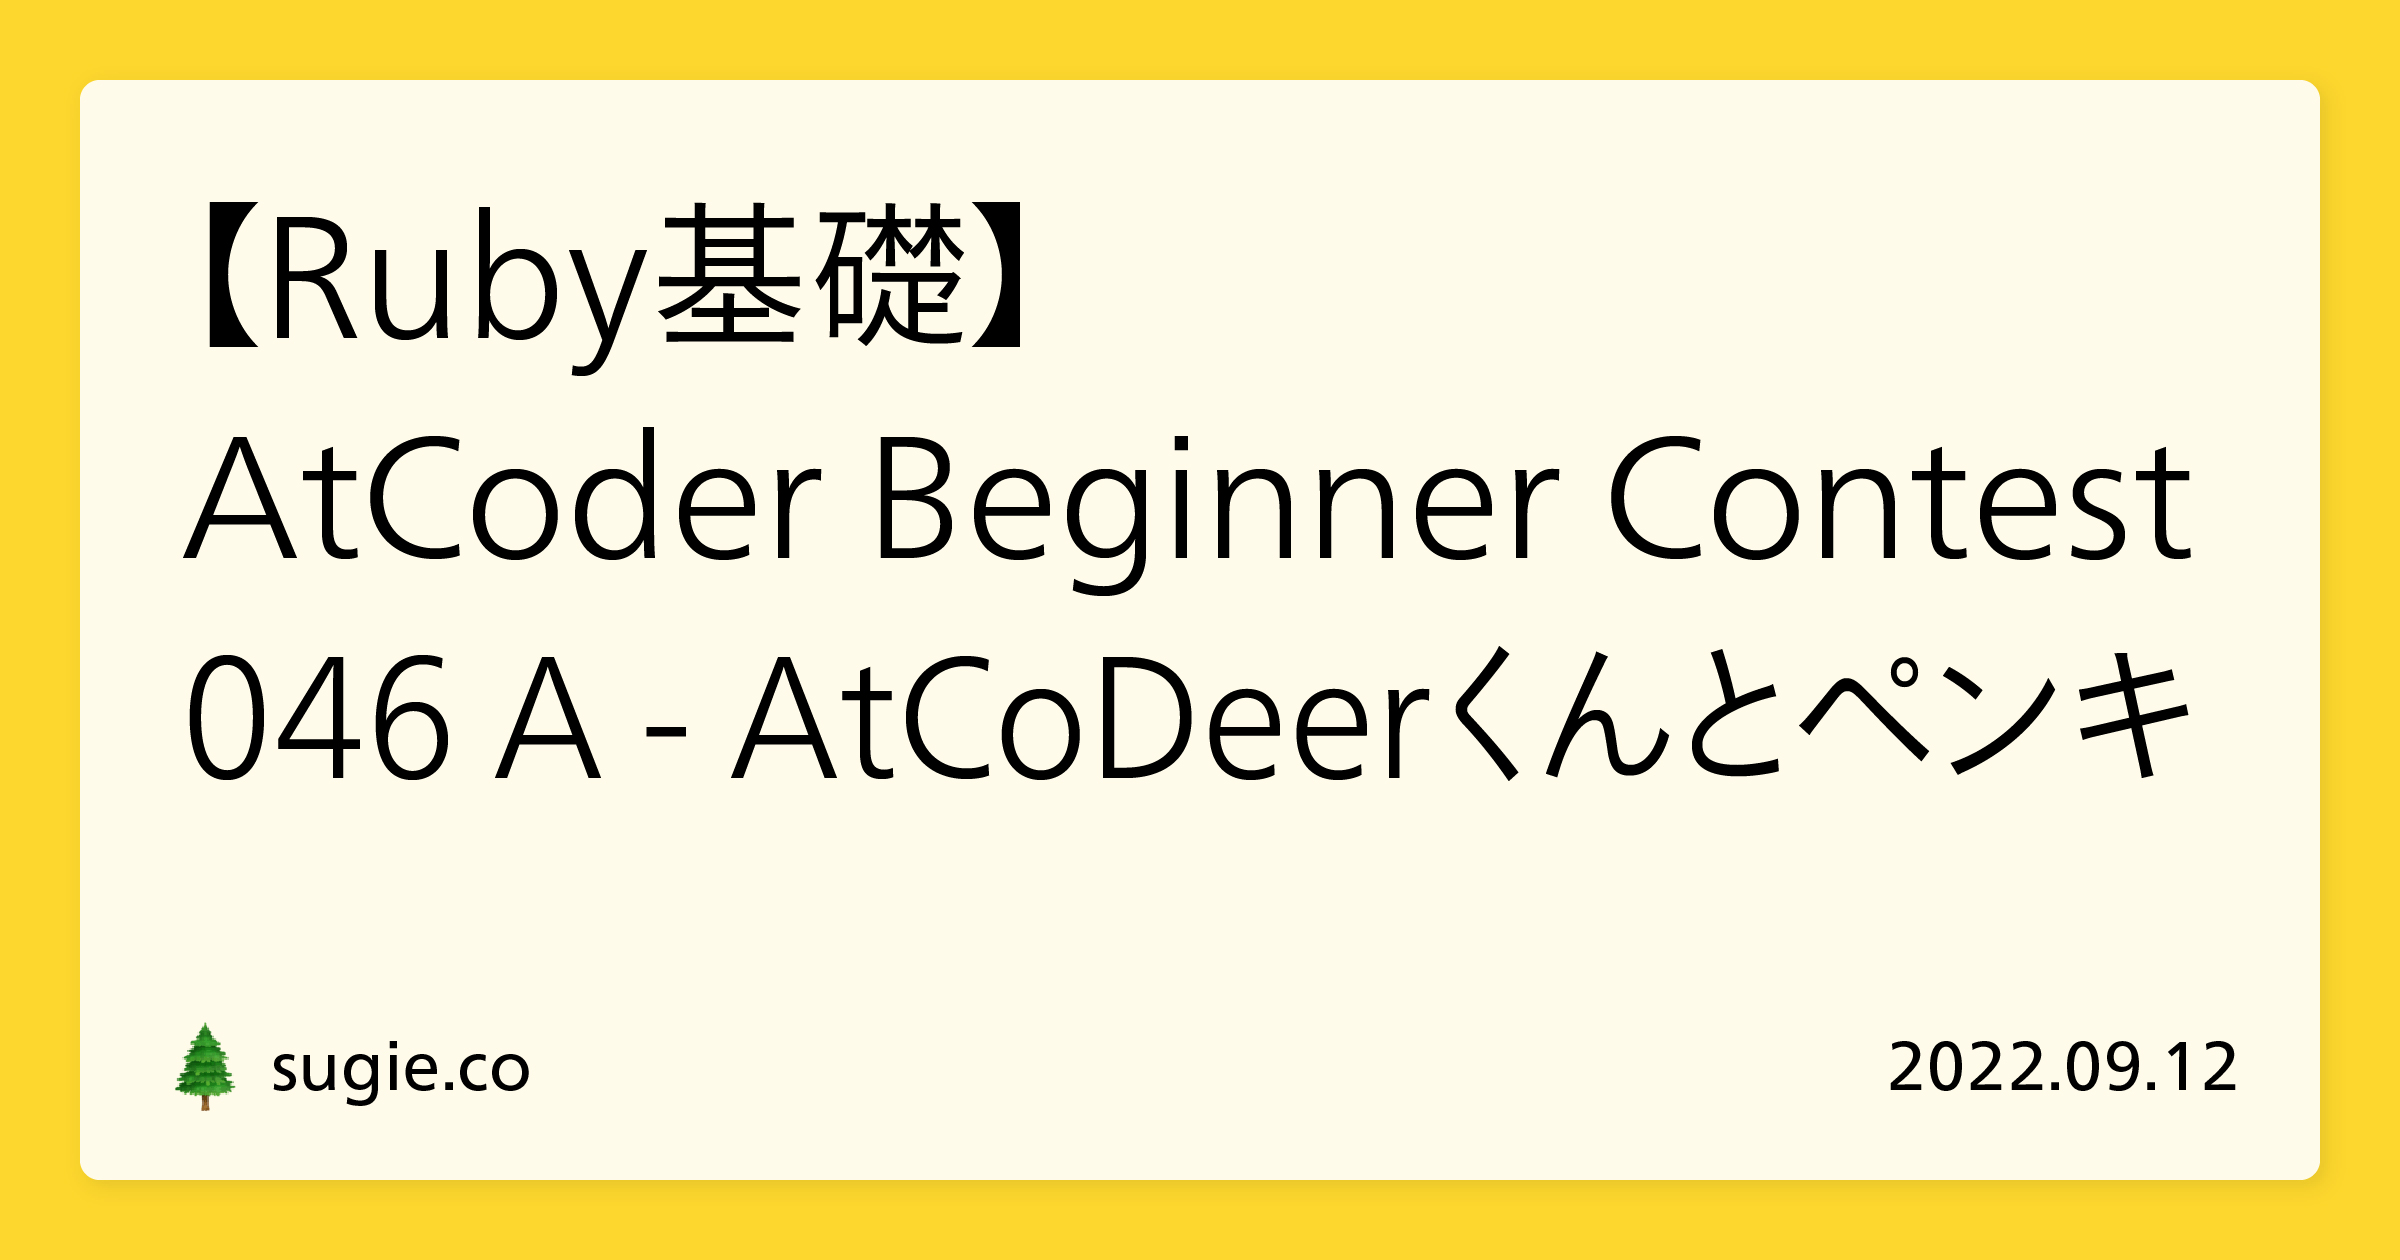 【Ruby基礎】
AtCoder Beginner Contest
046 A - AtCoDeerくんとペンキ
sugie.co
2022.09.12